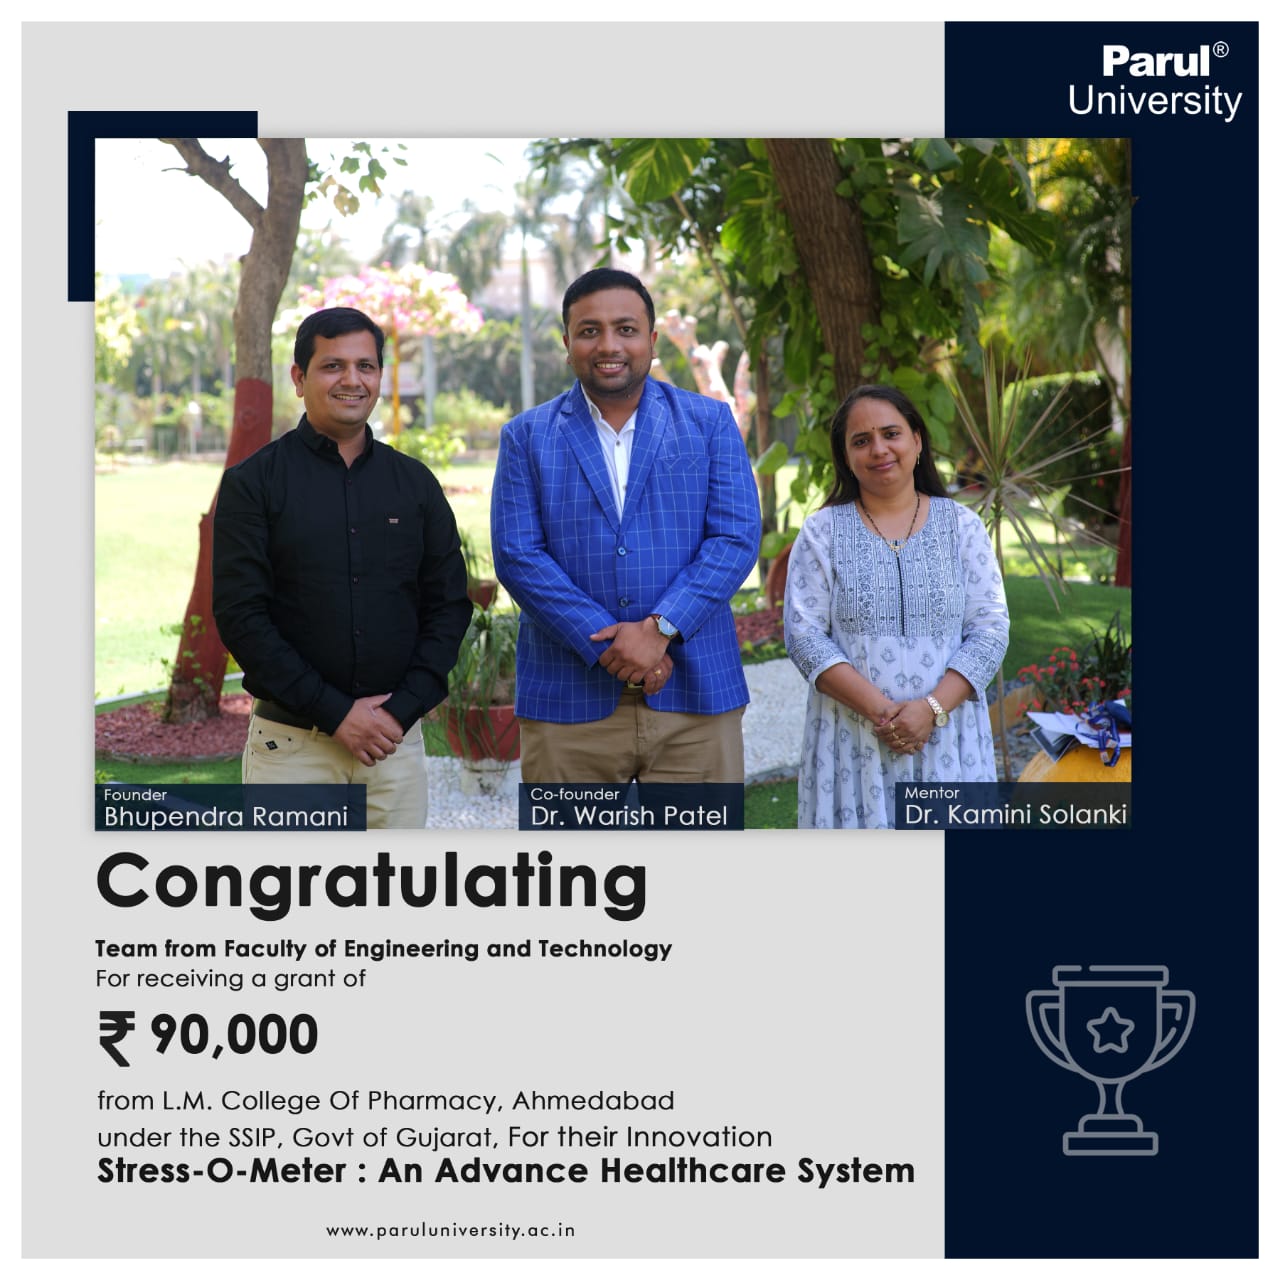 Parul®
University
Founder
Bhupendra Ramani
Co-founder
Dr. Warish Patel
Mentor
Dr. Kamini Solanki
Congratulating
Team from Faculty of Engineering and Technology
For receiving a grant of
₹ 90,000
from L.M. College Of Pharmacy, Ahmedabad
under the SSIP, Govt of Gujarat, For their Innovation
Stress-O-Meter : An Advance Healthcare System
www.paruluniversity.ac.in